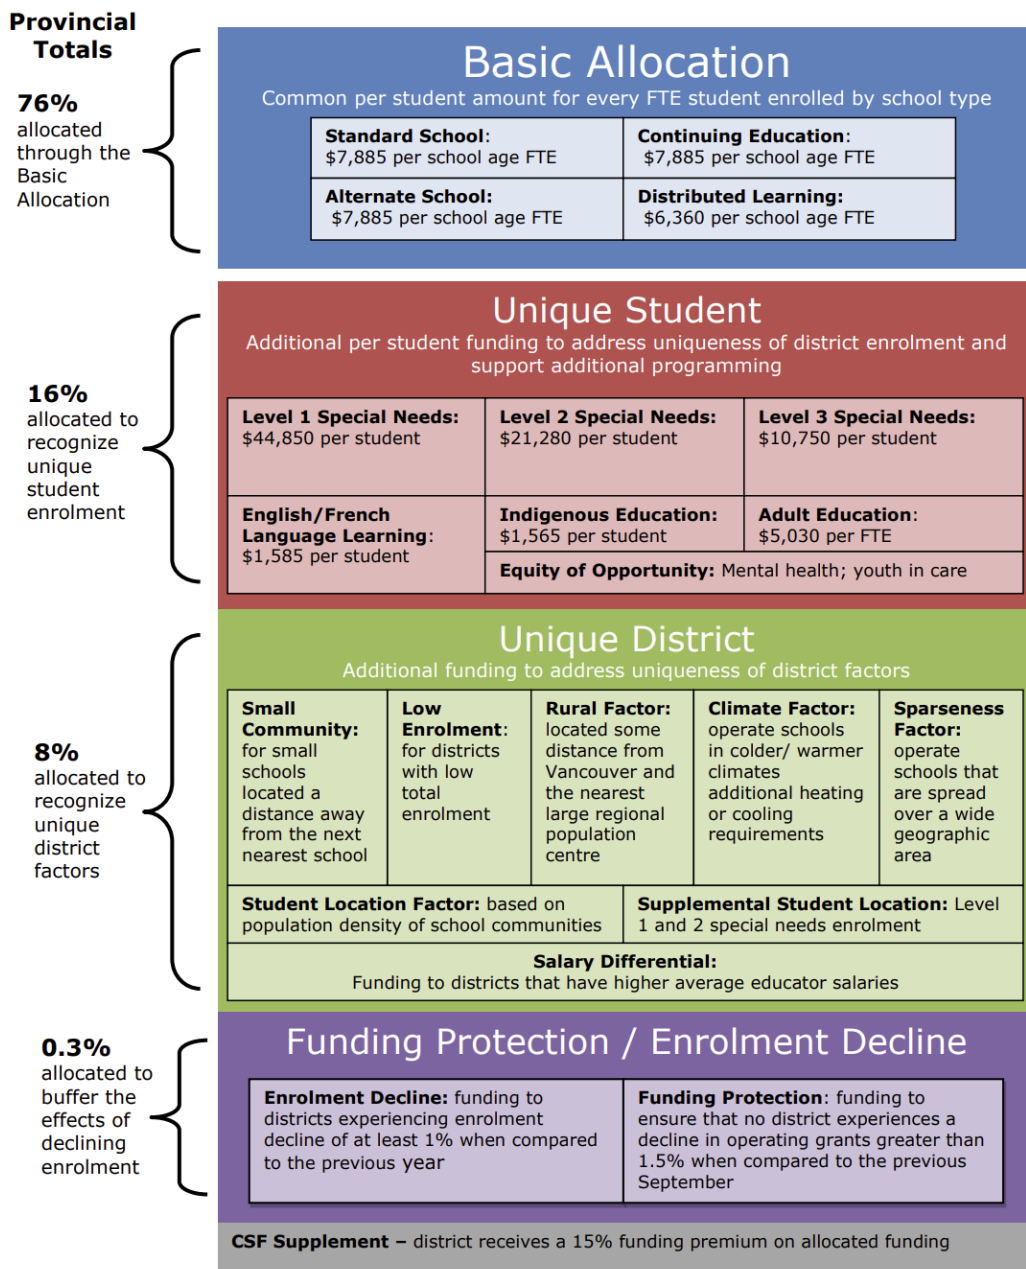 Provincial
Totals
76%
allocated
through the
Basic
Allocation
Basic Allocation
Common per student amount for every FTE student enrolled by school type
Standard School:
$7,885 per school age FTE
Continuing Education:
$7,885 per school age FTE
Alternate School:
$7,885 per school age FTE
Distributed Learning:
$6,360 per school age FTE
16%
allocated to
recognize
unique
student
enrolment
Unique Student
Additional per student funding to address uniqueness of district enrolment and
support additional programming
Level 1 Special Needs:
$44,850 per student
Level 2 Special Needs:
$21,280 per student
Level 3 Special Needs:
$10,750 per student
English/French
Language Learning:
$1,585 per student
Indigenous Education:
$1,565 per student
Adult Education:
$5,030 per FTE
Equity of Opportunity: Mental health; youth in care
8%
allocated to
recognize
unique
district
factors
Unique District
Additional funding to address uniqueness of district factors
Small
Community:
for small
schools
located a
distance away
from the next
nearest school
Low
Enrolment:
for districts
with low
total
enrolment
Rural Factor:
located some
distance from
Vancouver and
the nearest
large regional
population
centre
Climate Factor:
operate schools
in colder/ warmer
climates
additional heating
or cooling
requirements
Sparseness
Factor:
operate
schools that
are spread
over a wide
geographic
area
Student Location Factor: based on
population density of school communities
Supplemental Student Location: Level
1 and 2 special needs enrolment
Salary Differential:
Funding to districts that have higher average educator salaries
0.3%
allocated to
buffer the
effects of
declining
enrolment
Funding Protection / Enrolment Decline
Enrolment Decline: funding to
districts experiencing enrolment
decline of at least 1% when compared
to the previous year
Funding Protection: funding to
ensure that no district experiences a
decline in operating grants greater than
1.5% when compared to the previous
September
CSF Supplement – district receives a 15% funding premium on allocated funding